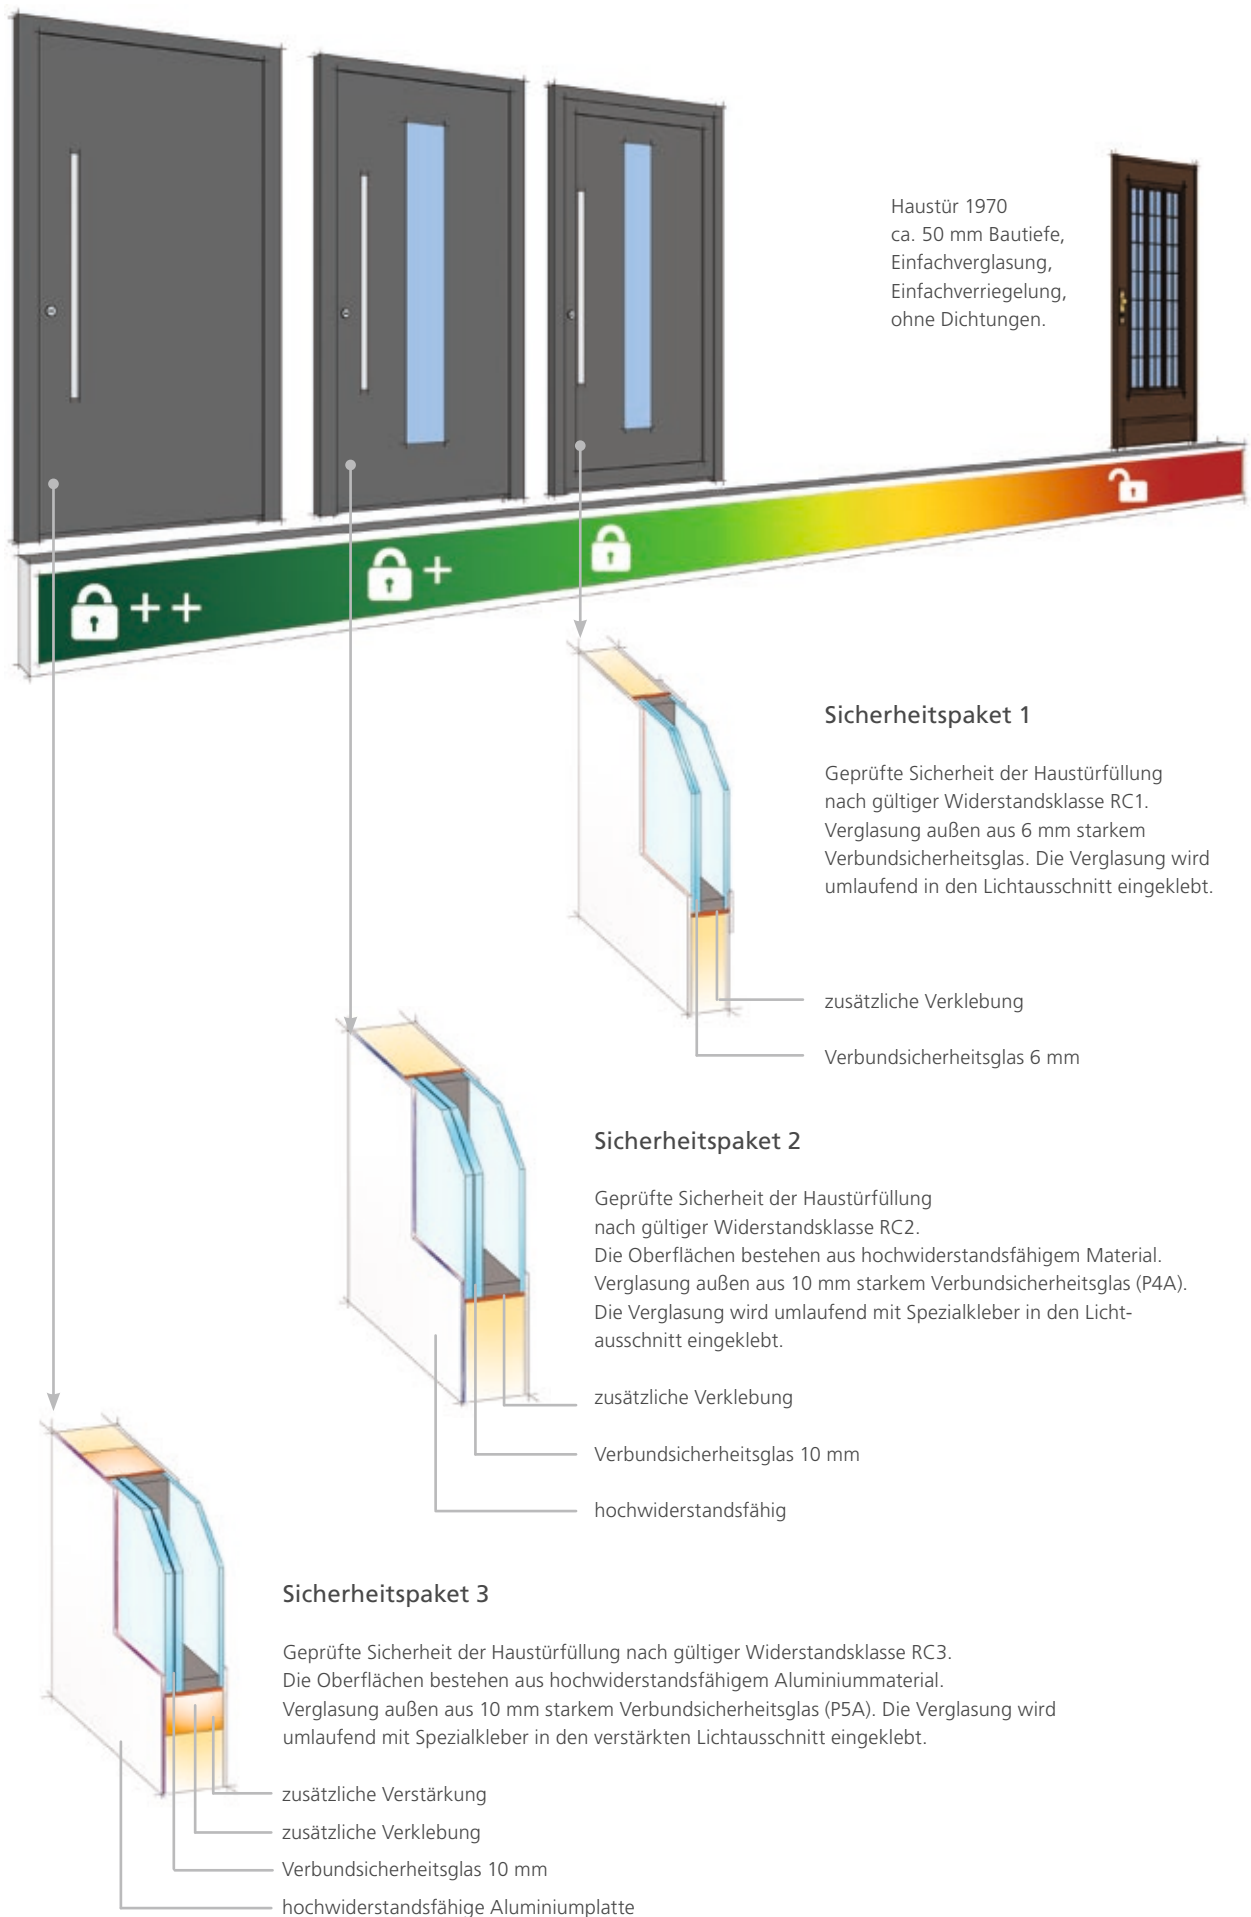 Haustür 1970
ca. 50 mm Bautiefe,
Einfachverglasung,
Einfachverriegelung,
ohne Dichtungen.
++
+
Sicherheitspaket 1
Geprüfte Sicherheit der Haustürfüllung
nach gültiger Widerstandsklasse RC1.
Verglasung außen aus 6 mm starkem
Verbundsicherheitsglas. Die Verglasung wird
umlaufend in den Lichtausschnitt eingeklebt.
zusätzliche Verklebung
Verbundsicherheitsglas 6 mm
Sicherheitspaket 2
Geprüfte Sicherheit der Haustürfüllung
nach gültiger Widerstandsklasse RC2.
Die Oberflächen bestehen aus hochwiderstandsfähigem Material.
Verglasung außen aus 10 mm starkem Verbundsicherheitsglas (P4A).
Die Verglasung wird umlaufend mit Spezialkleber in den Licht-
ausschnitt eingeklebt.
zusätzliche Verklebung
Verbundsicherheitsglas 10 mm
hochwiderstandsfähig
Sicherheitspaket 3
Geprüfte Sicherheit der Haustürfüllung nach gültiger Widerstandsklasse RC3.
Die Oberflächen bestehen aus hochwiderstandsfähigem Aluminiummaterial.
Verglasung außen aus 10 mm starkem Verbundsicherheitsglas (P5A). Die Verglasung wird
umlaufend mit Spezialkleber in den verstärkten Lichtausschnitt eingeklebt.
zusätzliche Verstärkung
zusätzliche Verklebung
Verbundsicherheitsglas 10 mm
hochwiderstandsfähige Aluminiumplatte